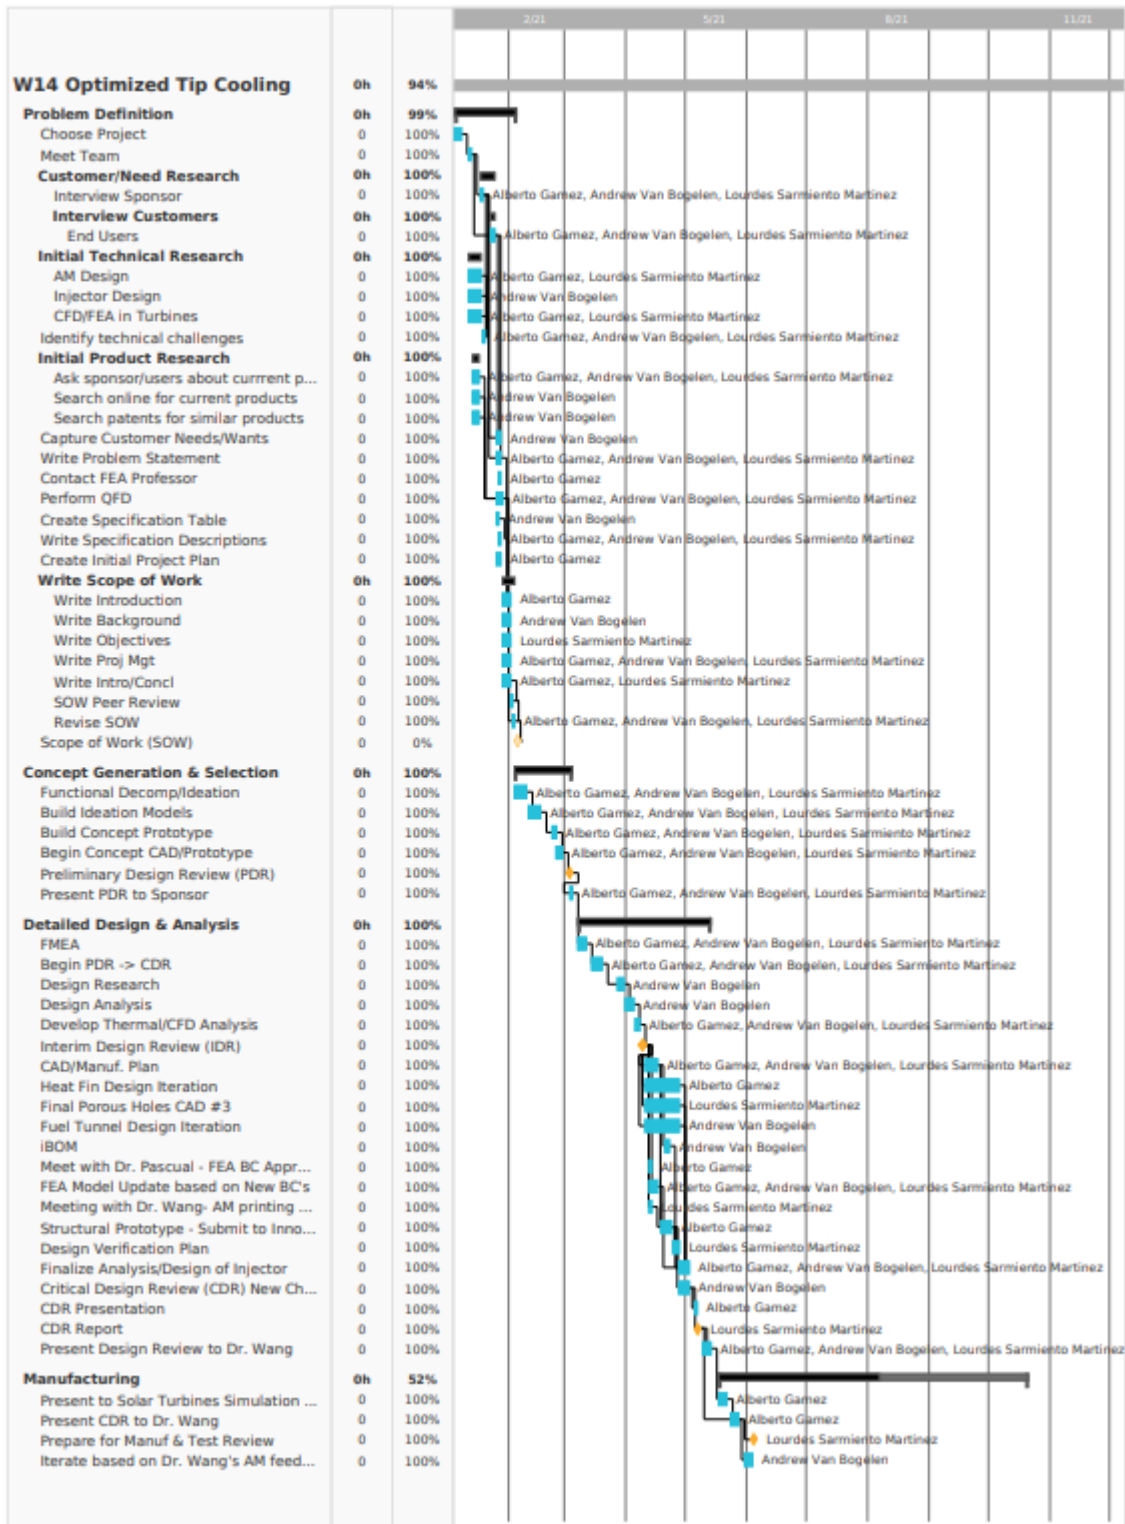 2/21 5/21 8/21 11/21
W14 Optimized Tip Cooling 0h 94%
Problem Definition 0h 99%
Choose Project 0 100%
Meet Team 0 100%
Customer/Need Research 0h 100%
Interview Sponsor 0 100% Alberto Gamez, Andrew Van Bogelen, Lourdes Sarmiento Martinez
Interview Customers 0h 100%
End Users 0 100% Alberto Gamez, Andrew Van Bogelen, Lourdes Sarmiento Martinez
Initial Technical Research 0h 100%
AM Design 0 100% Alberto Gamez, Lourdes Sarmiento Martinez
Injector Design 0 100% Andrew Van Bogelen
CFD/FEA in Turbines 0 100% Alberto Gamez, Lourdes Sarmiento Martinez
Identify technical challenges 0 100% Alberto Gamez, Andrew Van Bogelen, Lourdes Sarmiento Martinez
Initial Product Research 0h 100%
Ask sponsor/users about currrent p... 0 100% Alberto Gamez, Andrew Van Bogelen, Lourdes Sarmiento Martinez
Search online for current products 0 100% Andrew Van Bogelen
Search patents for similar products 0 100% Andrew Van Bogelen
Capture Customer Needs/Wants 0 100% Andrew Van Bogelen
Write Problem Statement 0 100% Alberto Gamez, Andrew Van Bogelen, Lourdes Sarmiento Martinez
Contact FEA Professor 0 100% Alberto Gamez
Perform QFD 0 100% Alberto Gamez, Andrew Van Bogelen, Lourdes Sarmiento Martinez
Create Specification Table 0 100% Andrew Van Bogelen
Write Specification Descriptions 0 100% Alberto Gamez, Andrew Van Bogelen, Lourdes Sarmiento Martinez
Create Initial Project Plan 0 100% Alberto Gamez
Write Scope of Work 0h 100%
Write Introduction 0 100% Alberto Gamez
Write Background 0 100% Andrew Van Bogelen
Write Objectives 0 100% Lourdes Sarmiento Martinez
Write Proj Mgt 0 100% Alberto Gamez, Andrew Van Bogelen, Lourdes Sarmiento Martinez
Write Intro/Concl 0 100% Alberto Gamez, Lourdes Sarmiento Martinez
SOW Peer Review 0 100%
Revise SOW 0 100% Alberto Gamez, Andrew Van Bogelen, Lourdes Sarmiento Martinez
Scope of Work (SOW) 0 0%
Concept Generation & Selection 0h 100%
Functional Decomp/Ideation 0 100% Alberto Gamez, Andrew Van Bogelen, Lourdes Sarmiento Martinez
Build Ideation Models 0 100% Alberto Gamez, Andrew Van Bogelen, Lourdes Sarmiento Martinez
Build Concept Prototype 0 100% Alberto Gamez, Andrew Van Bogelen, Lourdes Sarmiento Martinez
Begin Concept CAD/Prototype 0 100% Alberto Gamez, Andrew Van Bogelen, Lourdes Sarmiento Martinez
Preliminary Design Review (PDR) 0 100%
Present PDR to Sponsor 0 100% Alberto Gamez, Andrew Van Bogelen, Lourdes Sarmiento Martinez
Detailed Design & Analysis 0h 100%
FMEA 0 100% Alberto Gamez, Andrew Van Bogelen, Lourdes Sarmiento Martinez
Begin PDR -> CDR 0 100% Alberto Gamez, Andrew Van Bogelen, Lourdes Sarmiento Martinez
Design Research 0 100% Andrew Van Bogelen
Design Analysis 0 100% Andrew Van Bogelen
Develop Thermal/CFD Analysis 0 100% Alberto Gamez, Andrew Van Bogelen, Lourdes Sarmiento Martinez
Interim Design Review (IDR) 0 100%
CAD/Manuf. Plan 0 100% Alberto Gamez, Andrew Van Bogelen, Lourdes Sarmiento Martinez
Heat Fin Design Iteration 0 100% Alberto Gamez
Final Porous Holes CAD #3 0 100% Lourdes Sarmiento Martinez
Fuel Tunnel Design Iteration 0 100% Andrew Van Bogelen
iBOM 0 100% Andrew Van Bogelen
Meet with Dr. Pascual - FEA BC Appr... 0 100% Alberto Gamez
FEA Model Update based on New BC's 0 100% Alberto Gamez, Andrew Van Bogelen, Lourdes Sarmiento Martinez
Meeting with Dr. Wang- AM printing ... 0 100% Lourdes Sarmiento Martinez
Structural Prototype - Submit to Inno... 0 100% Alberto Gamez
Design Verification Plan 0 100% Lourdes Sarmiento Martinez
Finalize Analysis/Design of Injector 0 100% Alberto Gamez, Andrew Van Bogelen, Lourdes Sarmiento Martinez
Critical Design Review (CDR) New Ch... 0 100% Andrew Van Bogelen
CDR Presentation 0 100% Alberto Gamez
CDR Report 0 100% Lourdes Sarmiento Martinez
Present Design Review to Dr. Wang 0 100% Alberto Gamez, Andrew Van Bogelen, Lourdes Sarmiento Martinez
Manufacturing 0h 52%
Present to Solar Turbines Simulation ... 0 100% Alberto Gamez
Present CDR to Dr. Wang 0 100% Alberto Gamez
Prepare for Manuf & Test Review 0 100% Lourdes Sarmiento Martinez
Iterate based on Dr. Wang's AM feed... 0 100% Andrew Van Bogelen